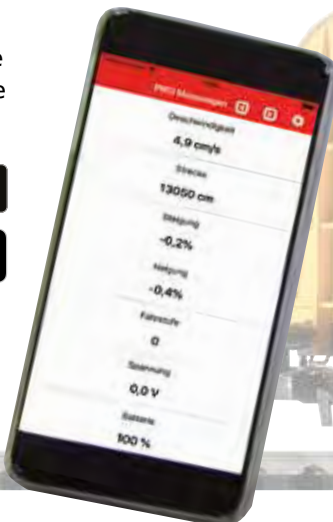 e
e
PIKO Messwagen
Geschwindigkeit
4,9 cm/s
Strecke
13050 cm
Steigung
-0,2%
Neigung
-0,4%
Fahrstufe
0
Spannung
0,0 V
Batterie
100 %